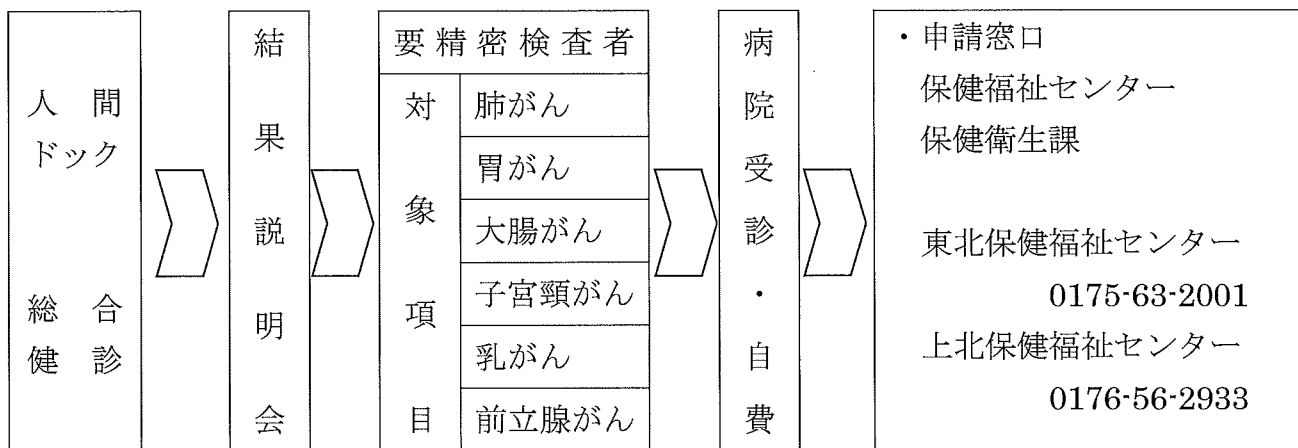 人間
ドック
総合
健診
結果説明会
要精密検査者
対象項目
肺がん
胃がん
大腸がん
子宮頸がん
乳がん
前立腺がん
病院受診・自費
・申請窓口
保健福祉センター
保健衛生課
東北保健福祉センター
0175-63-2001
上北保健福祉センター
0176-56-2933